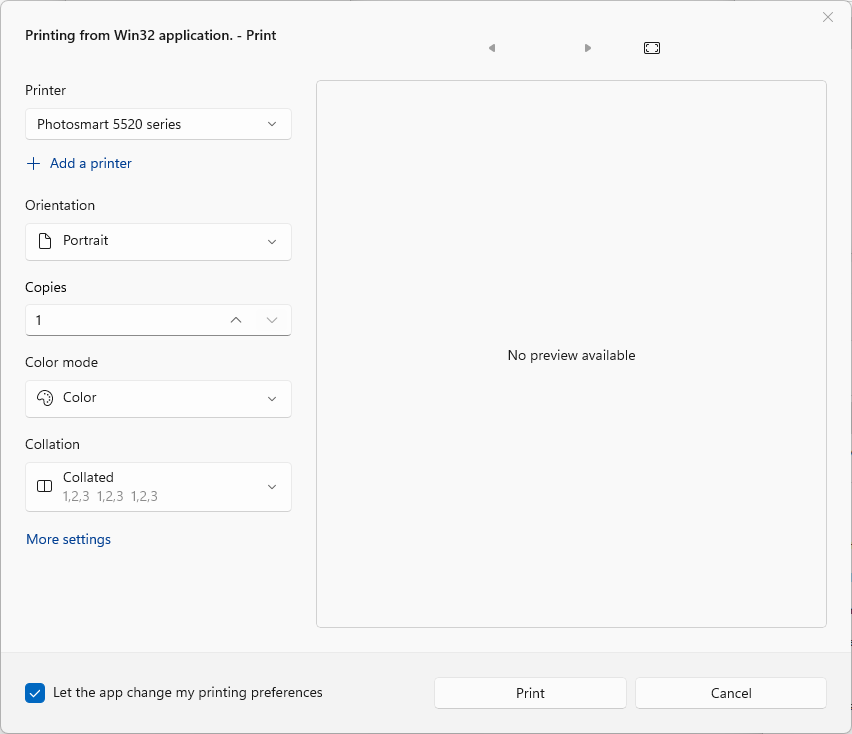 Printing from Win32 application. - Print
Printer
Photosmart 5520 series
Add a printer
Orientation
Portrait
Copies
1
Color mode
Color
Collation
Collated
1,2,3 1,2,3 1,2,3
More settings
No preview available
Let the app change my printing preferences
Print
Cancel